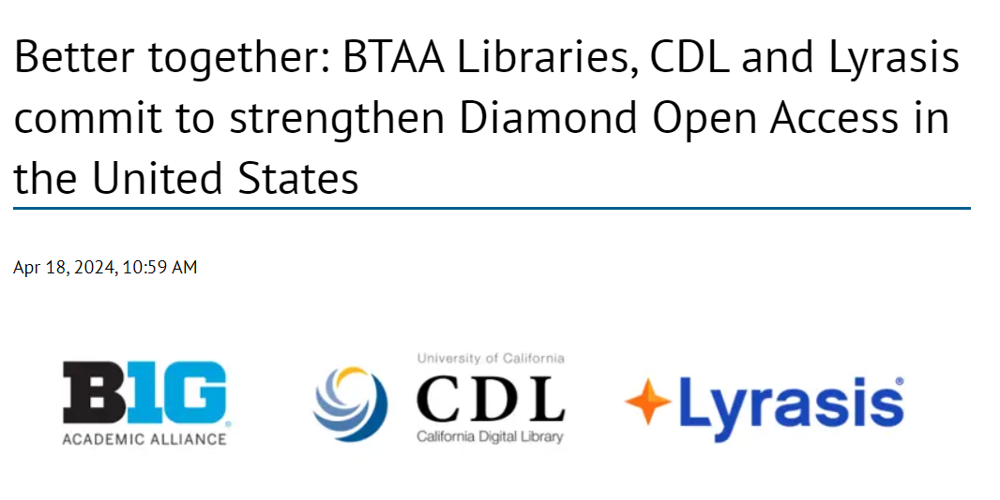 Better together: BTAA Libraries, CDL and Lyrasis
commit to strengthen Diamond Open Access in
the United States
Apr 18, 2024, 10:59 AM
B1G
ACADEMIC ALLIANCE
University of California
CDL
California Digital Library
Lyrasis®